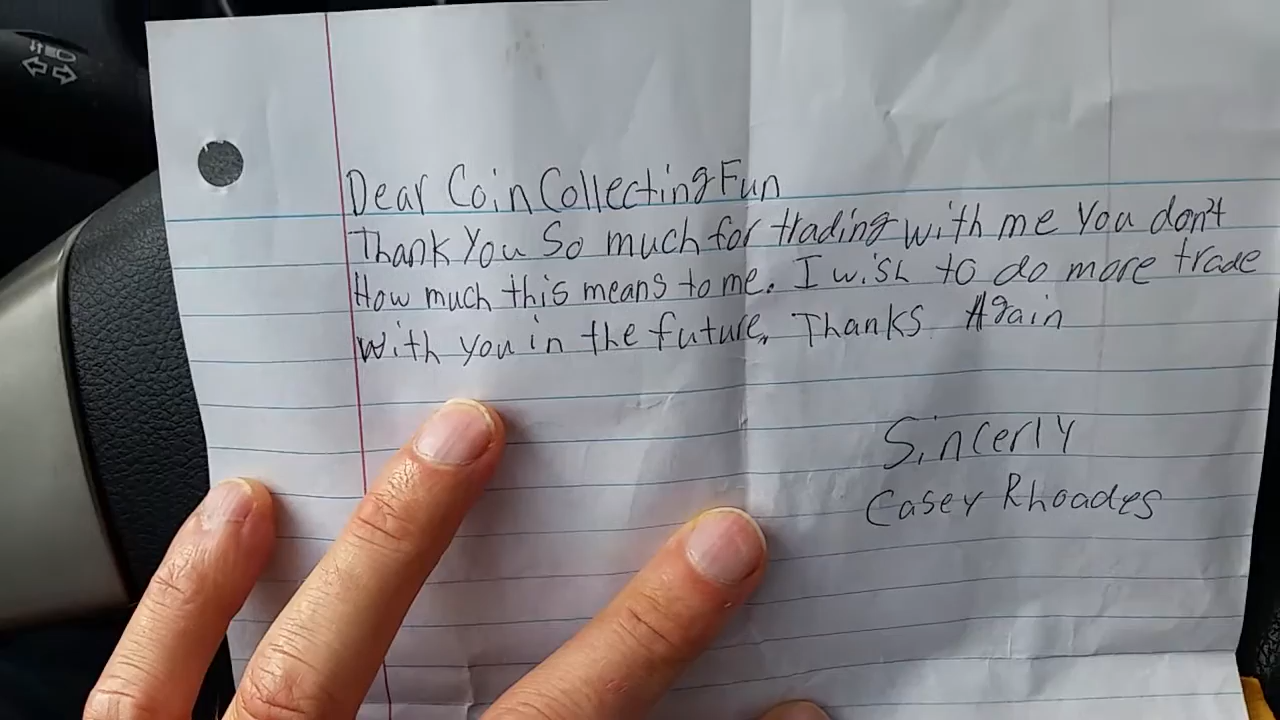 Dear Coin Collecting Fun
Thank You So much for trading with me You don't
How much this means to me. I wish to do more trade
with you in the future, Thanks Again
Sincerly
Casey Rhoades